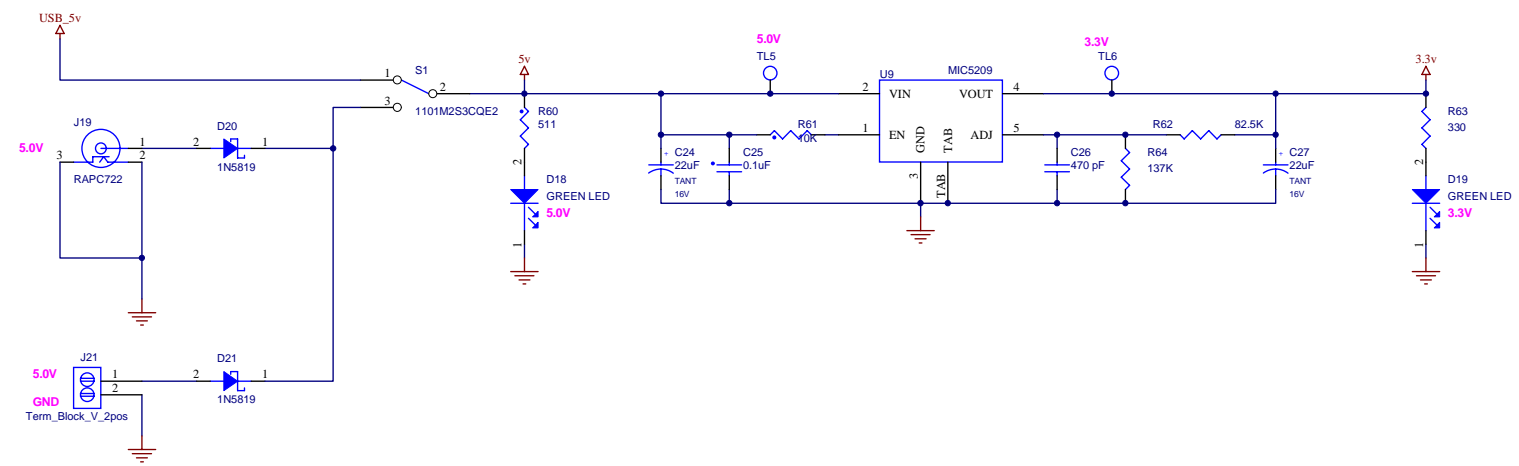 USB_5v
1
S1
2
3
1101M2S3CQE2
5v
R60
511
2
D18
GREEN LED
5.0V
1
5.0V
TL5
U9
MIC5209
2
VIN
VOUT
4
1
EN
GND
TAB
ADJ
5
3
TAB
R61
10K
C24
22uF
TANT
16V
C25
0.1uF
3.3V
TL6
C26
470 pF
R64
137K
R62
82.5K
C27
22uF
TANT
16V
3.3v
R63
330
2
D19
GREEN LED
3.3V
1
J19
5.0V
3
1
2
RAPC722
D20
2
1
1N5819
J21
5.0V
1
2
GND
Term_Block_V_2pos
D21
2
1
1N5819